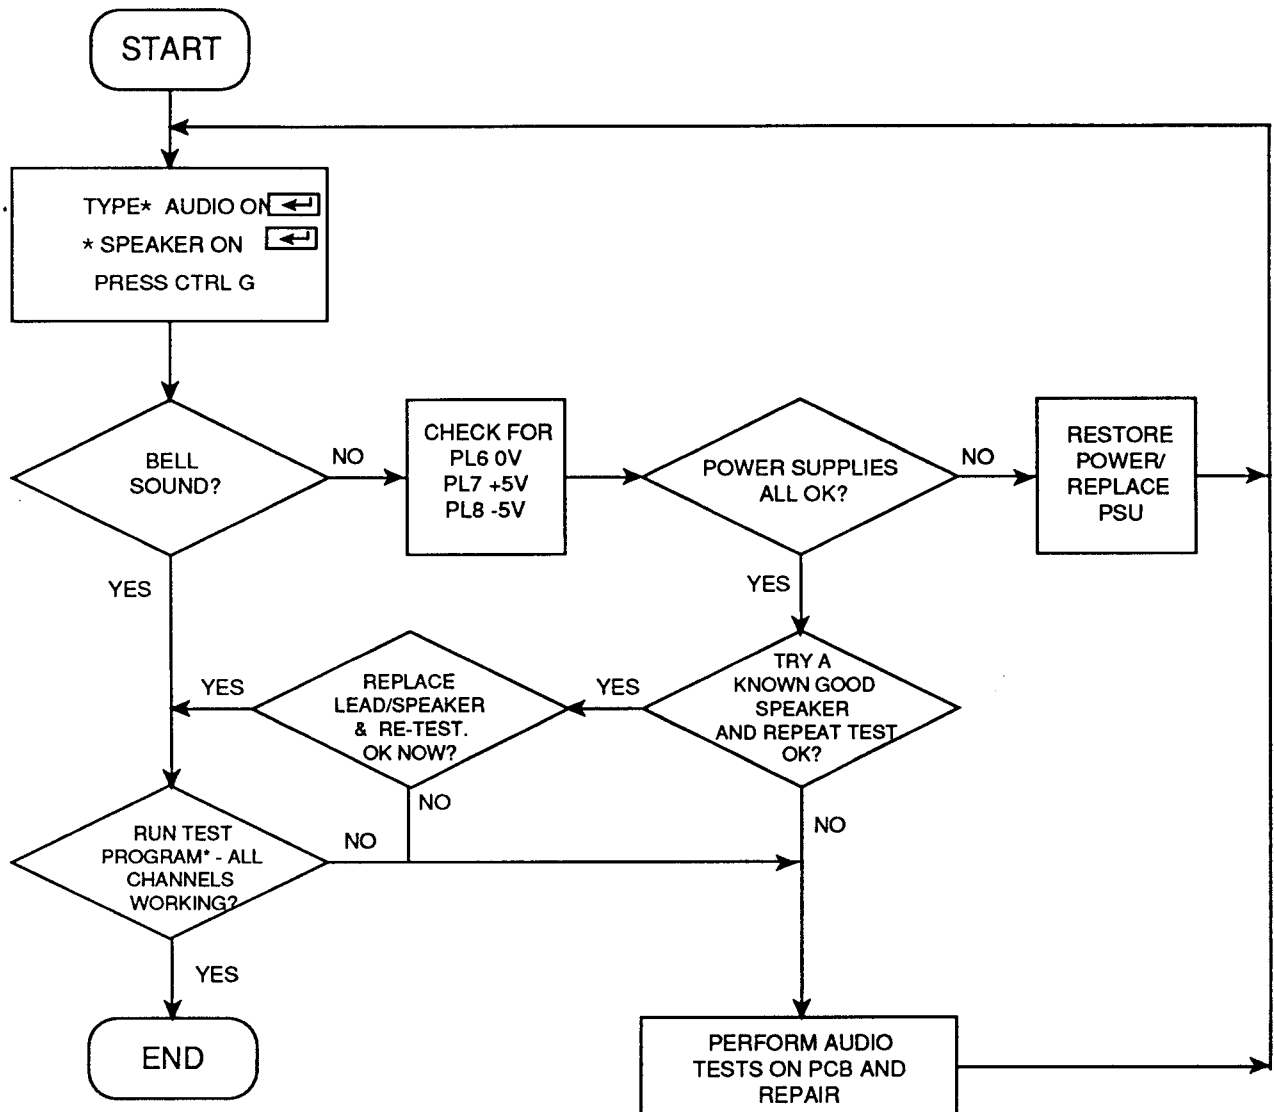 START
TYPE* AUDIO ON
* SPEAKER ON
PRESS CTRL G
BELL
SOUND?
NO
CHECK FOR
PL6 0V
PL7 +5V
PL8 -5V
POWER SUPPLIES
ALL OK?
NO
RESTORE
POWER/
REPLACE
PSU
YES
YES
TRY A
KNOWN GOOD
SPEAKER
AND REPEAT TEST
OK?
YES
REPLACE
LEAD/SPEAKER
& RE-TEST.
OK NOW?
YES
NO
NO
RUN TEST
PROGRAM* - ALL
CHANNELS
WORKING?
NO
YES
END
PERFORM AUDIO
TESTS ON PCB AND
REPAIR